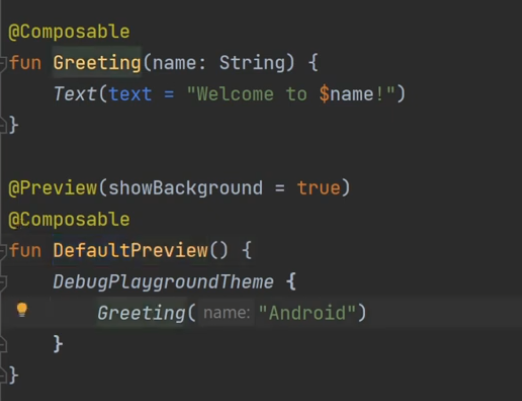 @Composable
fun Greeting(name: String) {
    Text(text = "Welcome to $name!")
}
@Preview(showBackground = true)
@Composable
fun DefaultPreview() {
    DebugPlaygroundTheme {
        Greeting( name: "Android")
    }
}